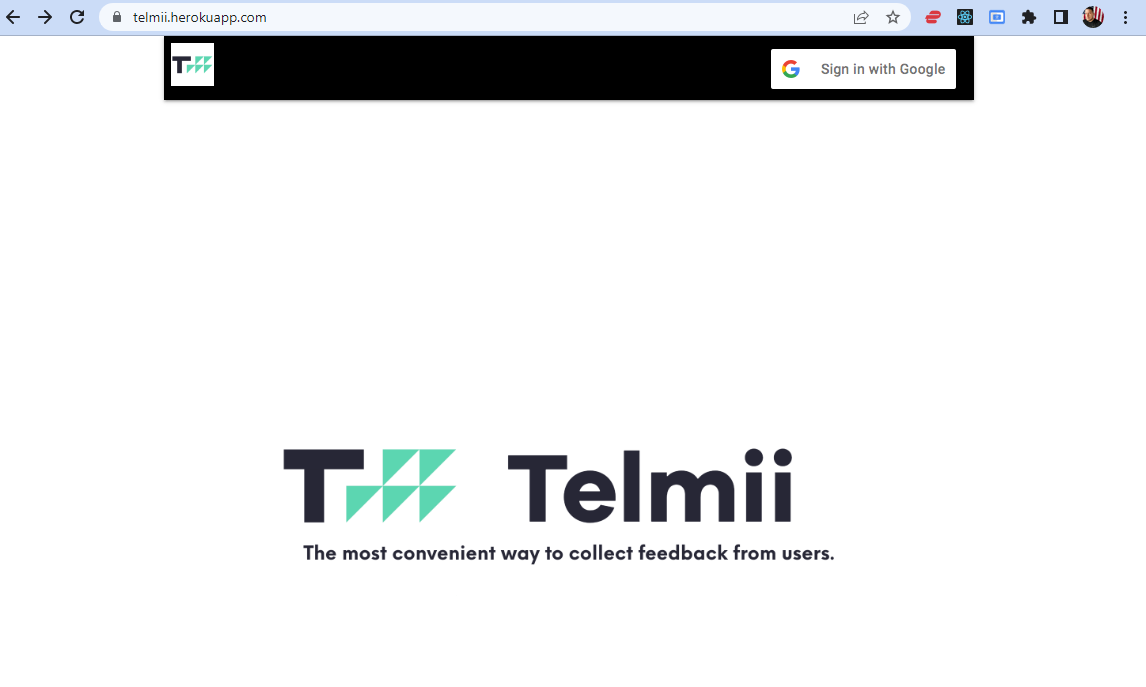 telmii.herokuapp.com
T
Sign in with Google
T Telmii
The most convenient way to collect feedback from users.